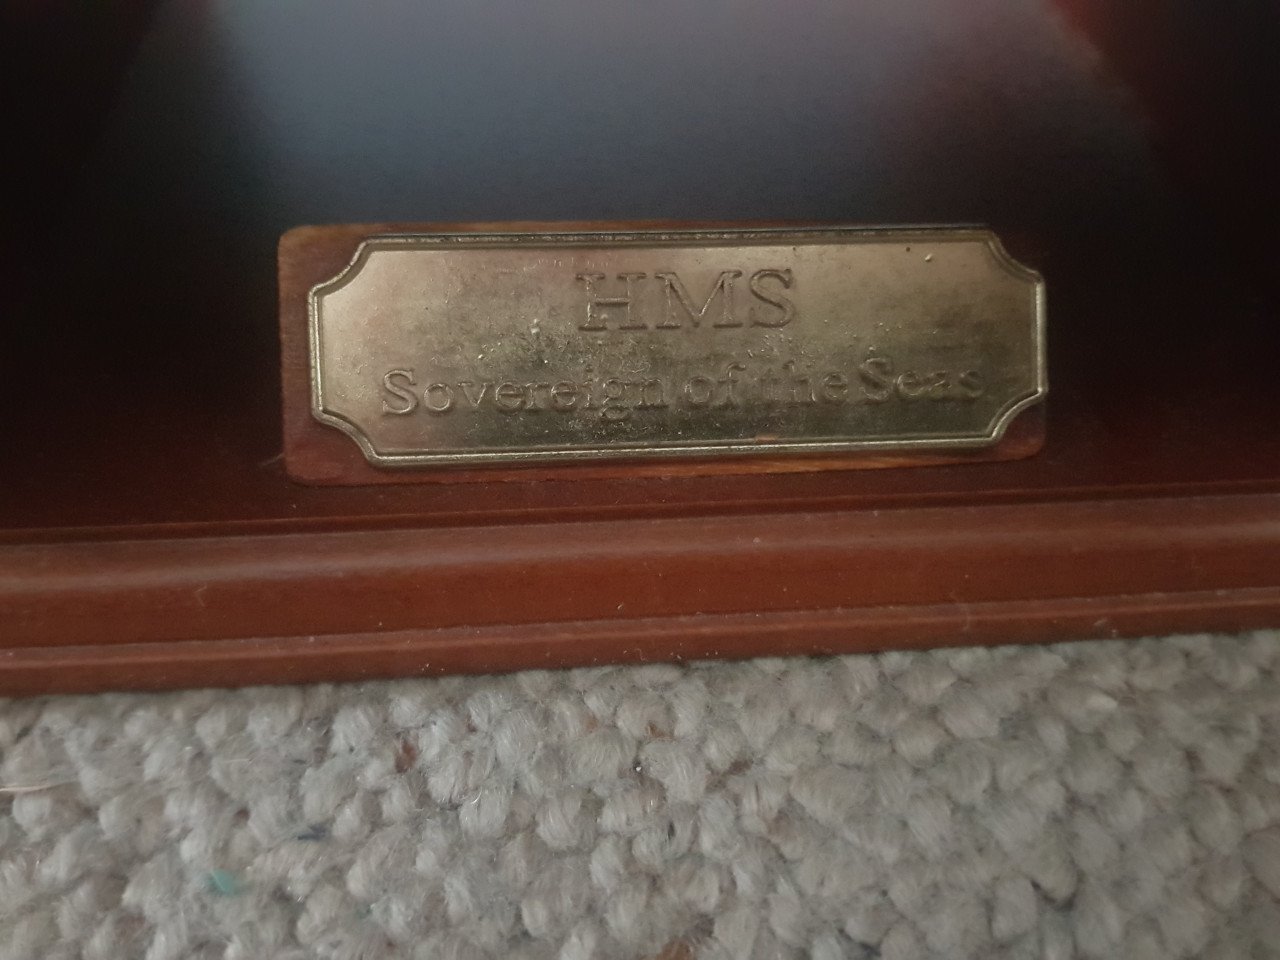 HMS
Sovereign of the Seas